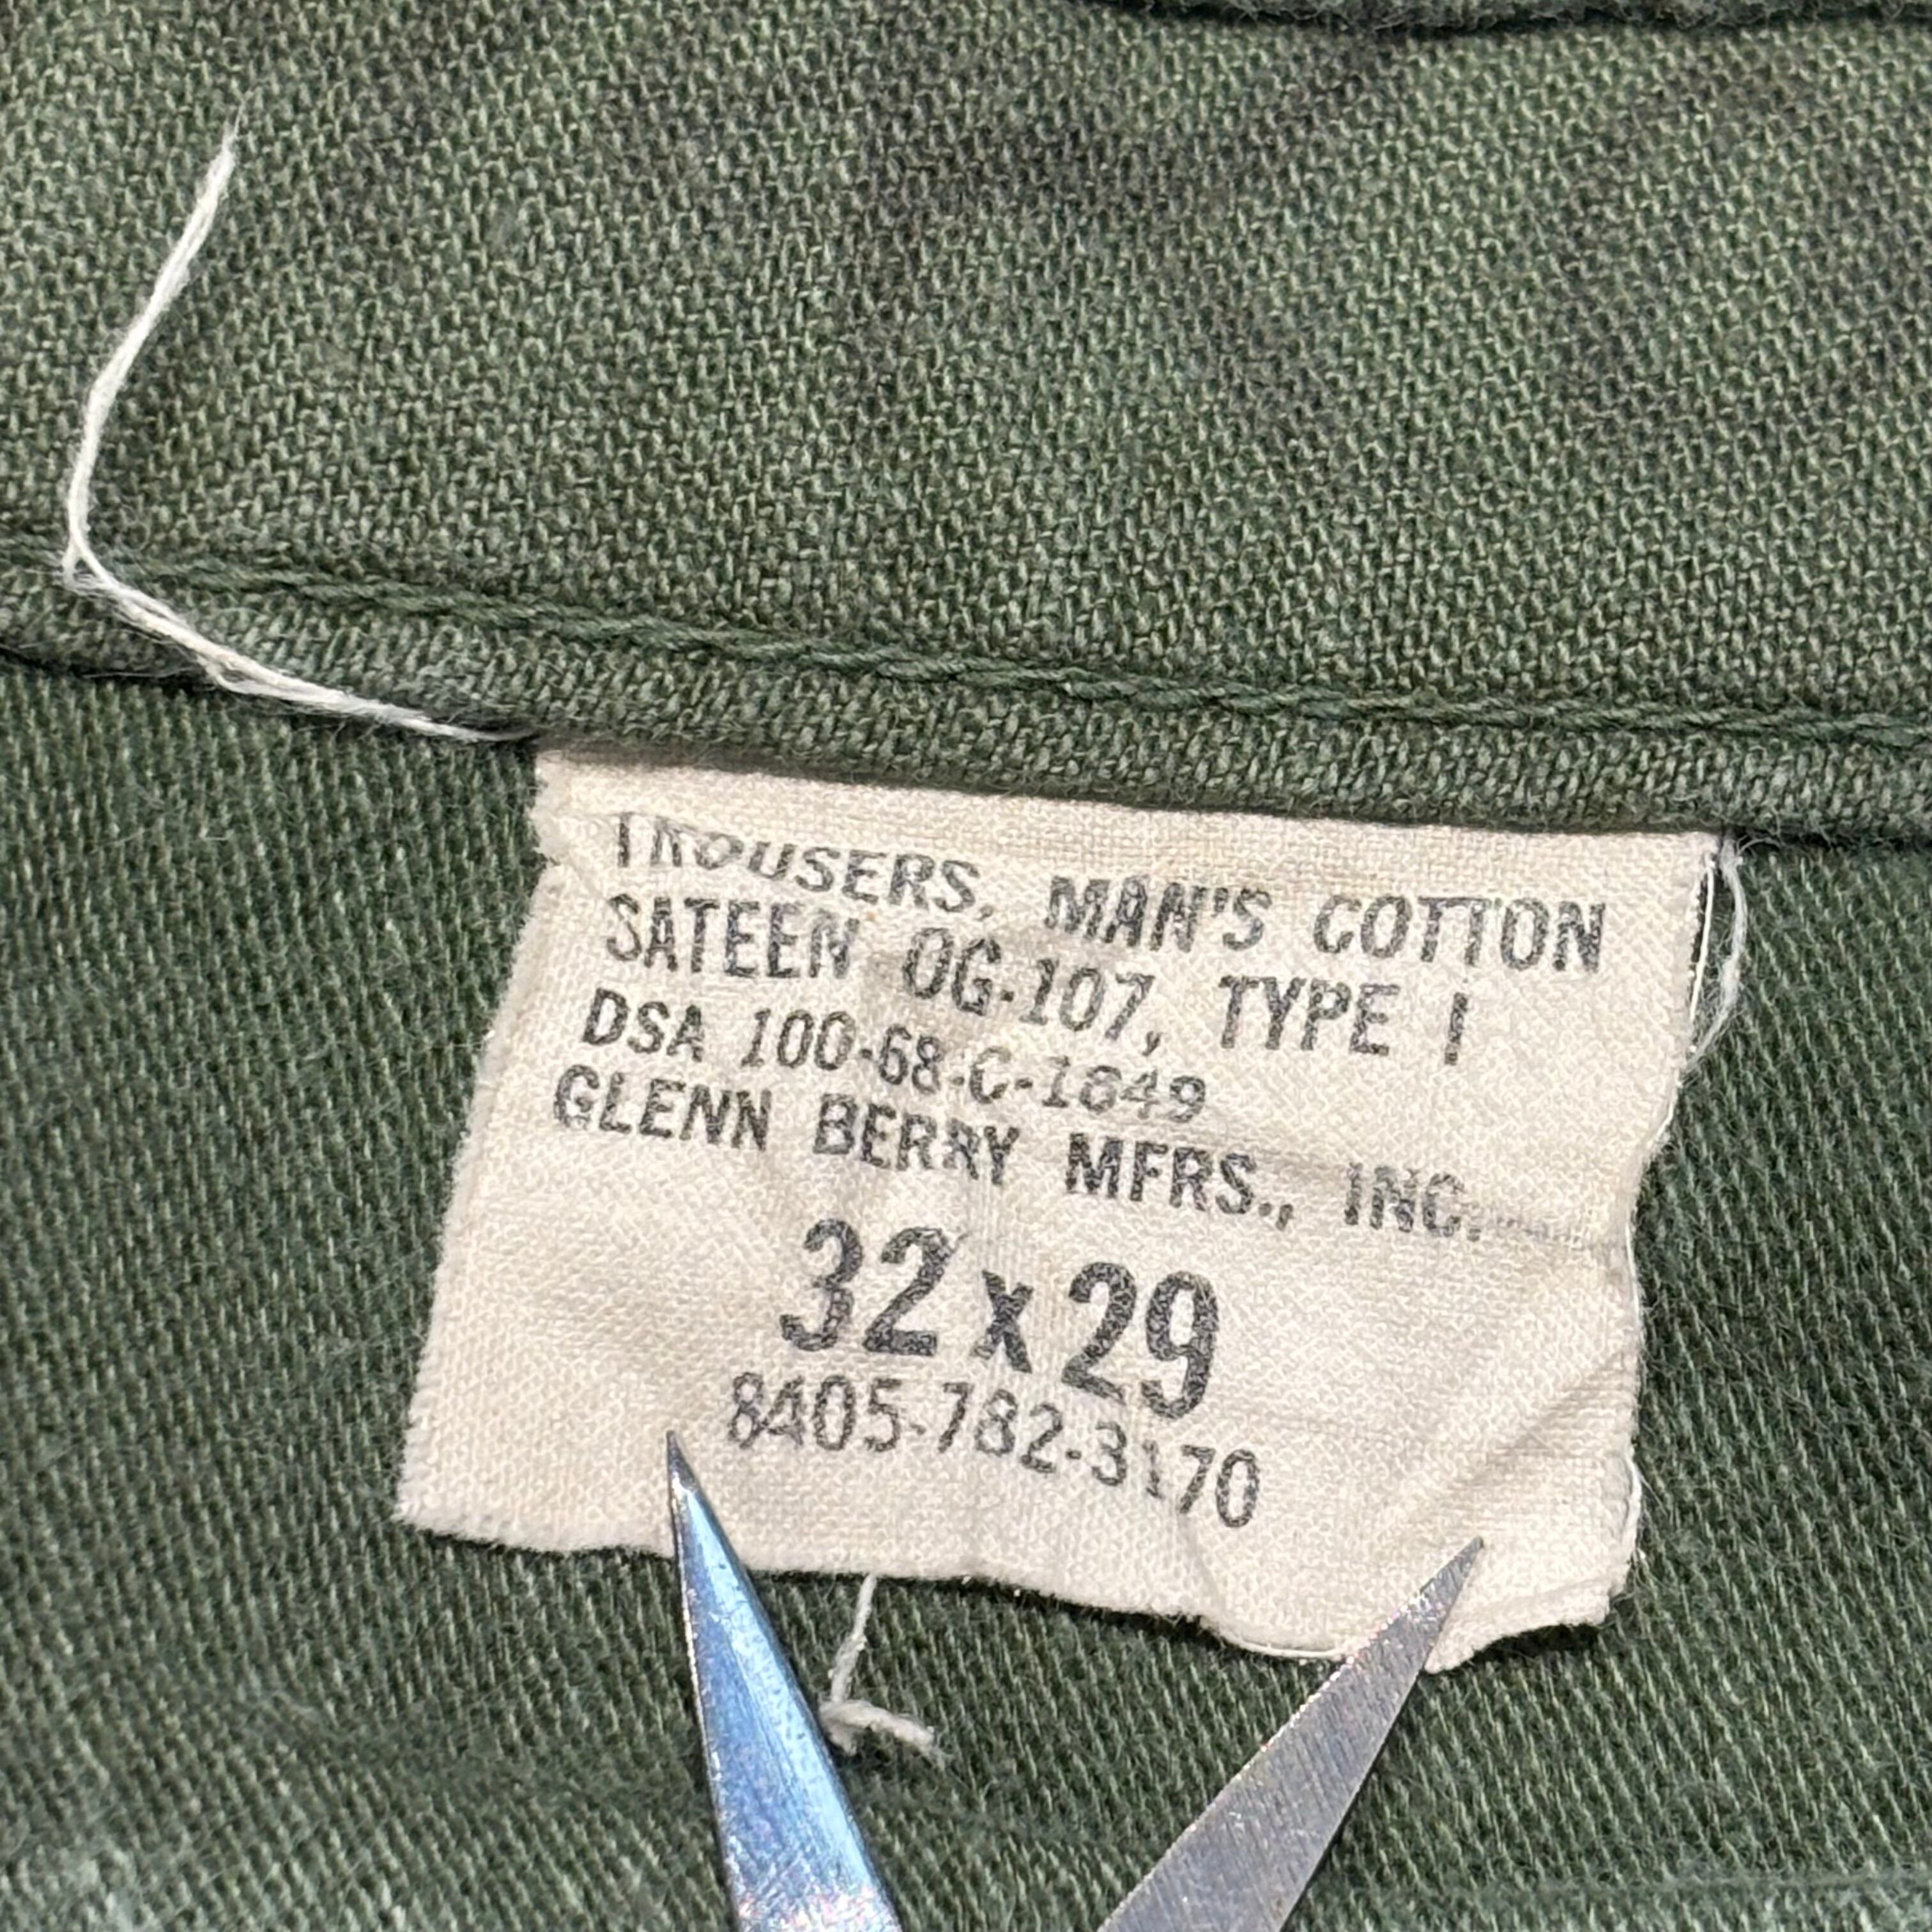 TROUSERS, MAN'S COTTON
SATEEN OG-107, TYPE I
DSA 100-68-C-1849
GLENN BERRY MFRS., INC.
32 x 29
8405-782-3170